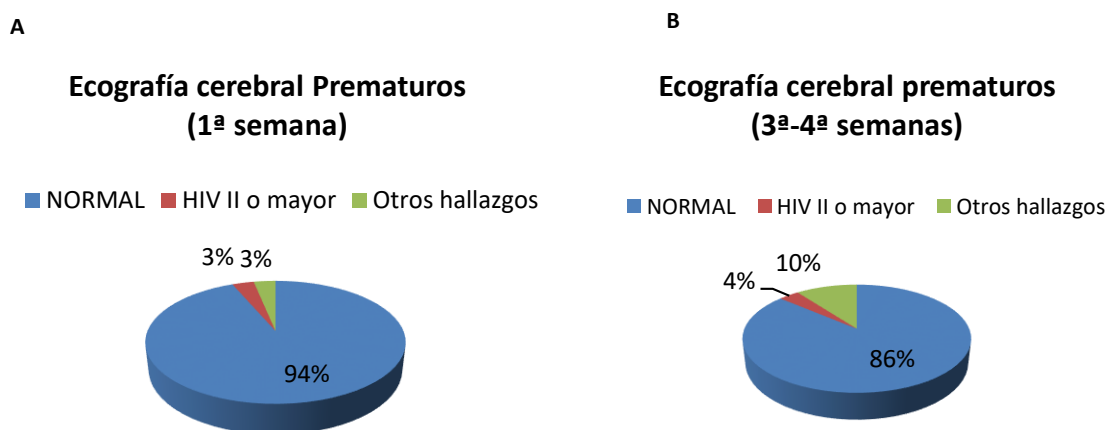 A
Ecografía cerebral Prematuros
(1ª semana)
NORMAL HIV II o mayor Otros hallazgos
3% 3%
94%
B
Ecografía cerebral prematuros
(3ª-4ª semanas)
NORMAL HIV II o mayor Otros hallazgos
10%
4%
86%